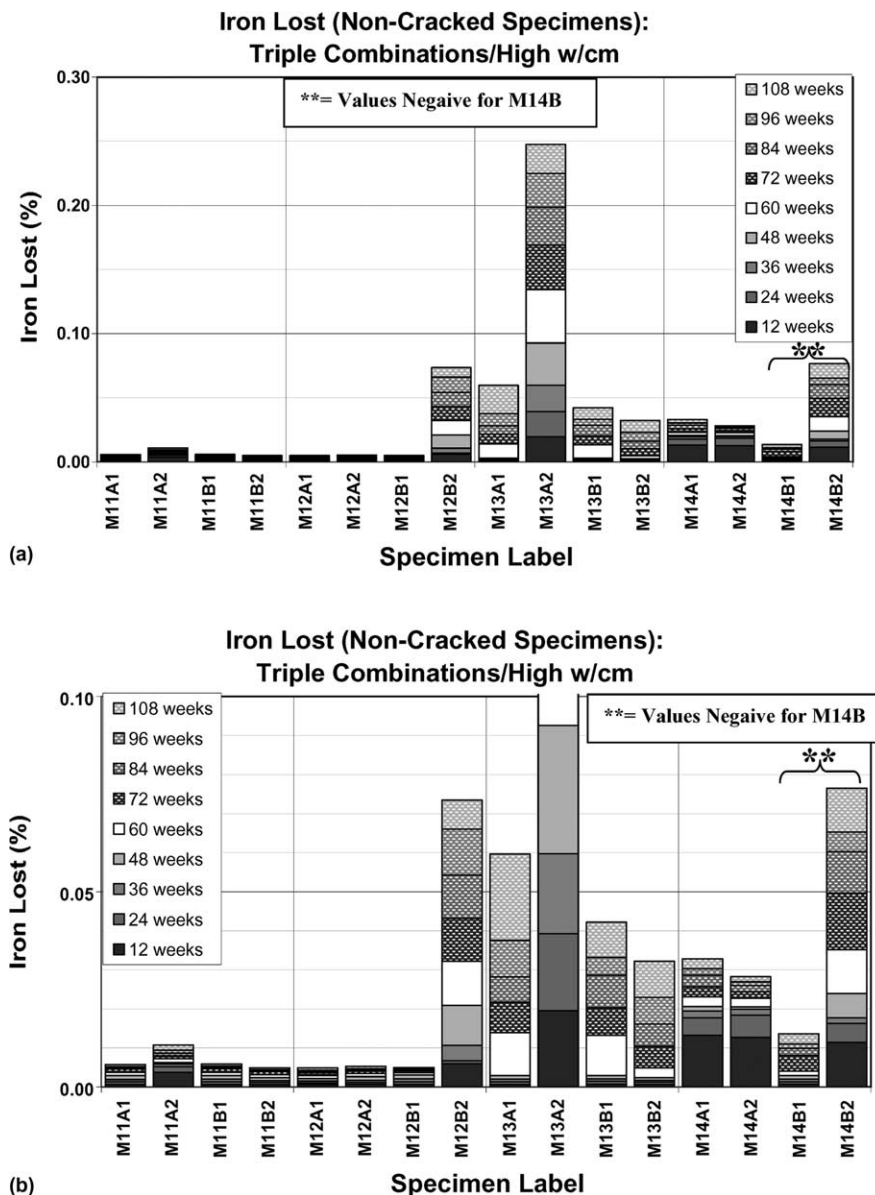 Iron Lost (Non-Cracked Specimens):
Triple Combinations/High w/cm
0.30
**= Values Negaive for M14B
108 weeks
96 weeks
84 weeks
72 weeks
60 weeks
48 weeks
36 weeks
24 weeks
12 weeks
Iron Lost (%)
0.20
0.10
**
0.00
M11A1
M11A2
M11B1
M11B2
M12A1
M12A2
M12B1
M12B2
M13A1
M13A2
M13B1
M13B2
M14A1
M14A2
M14B1
M14B2
(a)
Specimen Label
Iron Lost (Non-Cracked Specimens):
Triple Combinations/High w/cm
0.10
108 weeks
96 weeks
84 weeks
72 weeks
60 weeks
48 weeks
36 weeks
24 weeks
12 weeks
**= Values Negaive for M14B
**
Iron Lost (%)
0.05
0.00
M11A1
M11A2
M11B1
M11B2
M12A1
M12A2
M12B1
M12B2
M13A1
M13A2
M13B1
M13B2
M14A1
M14A2
M14B1
M14B2
(b)
Specimen Label